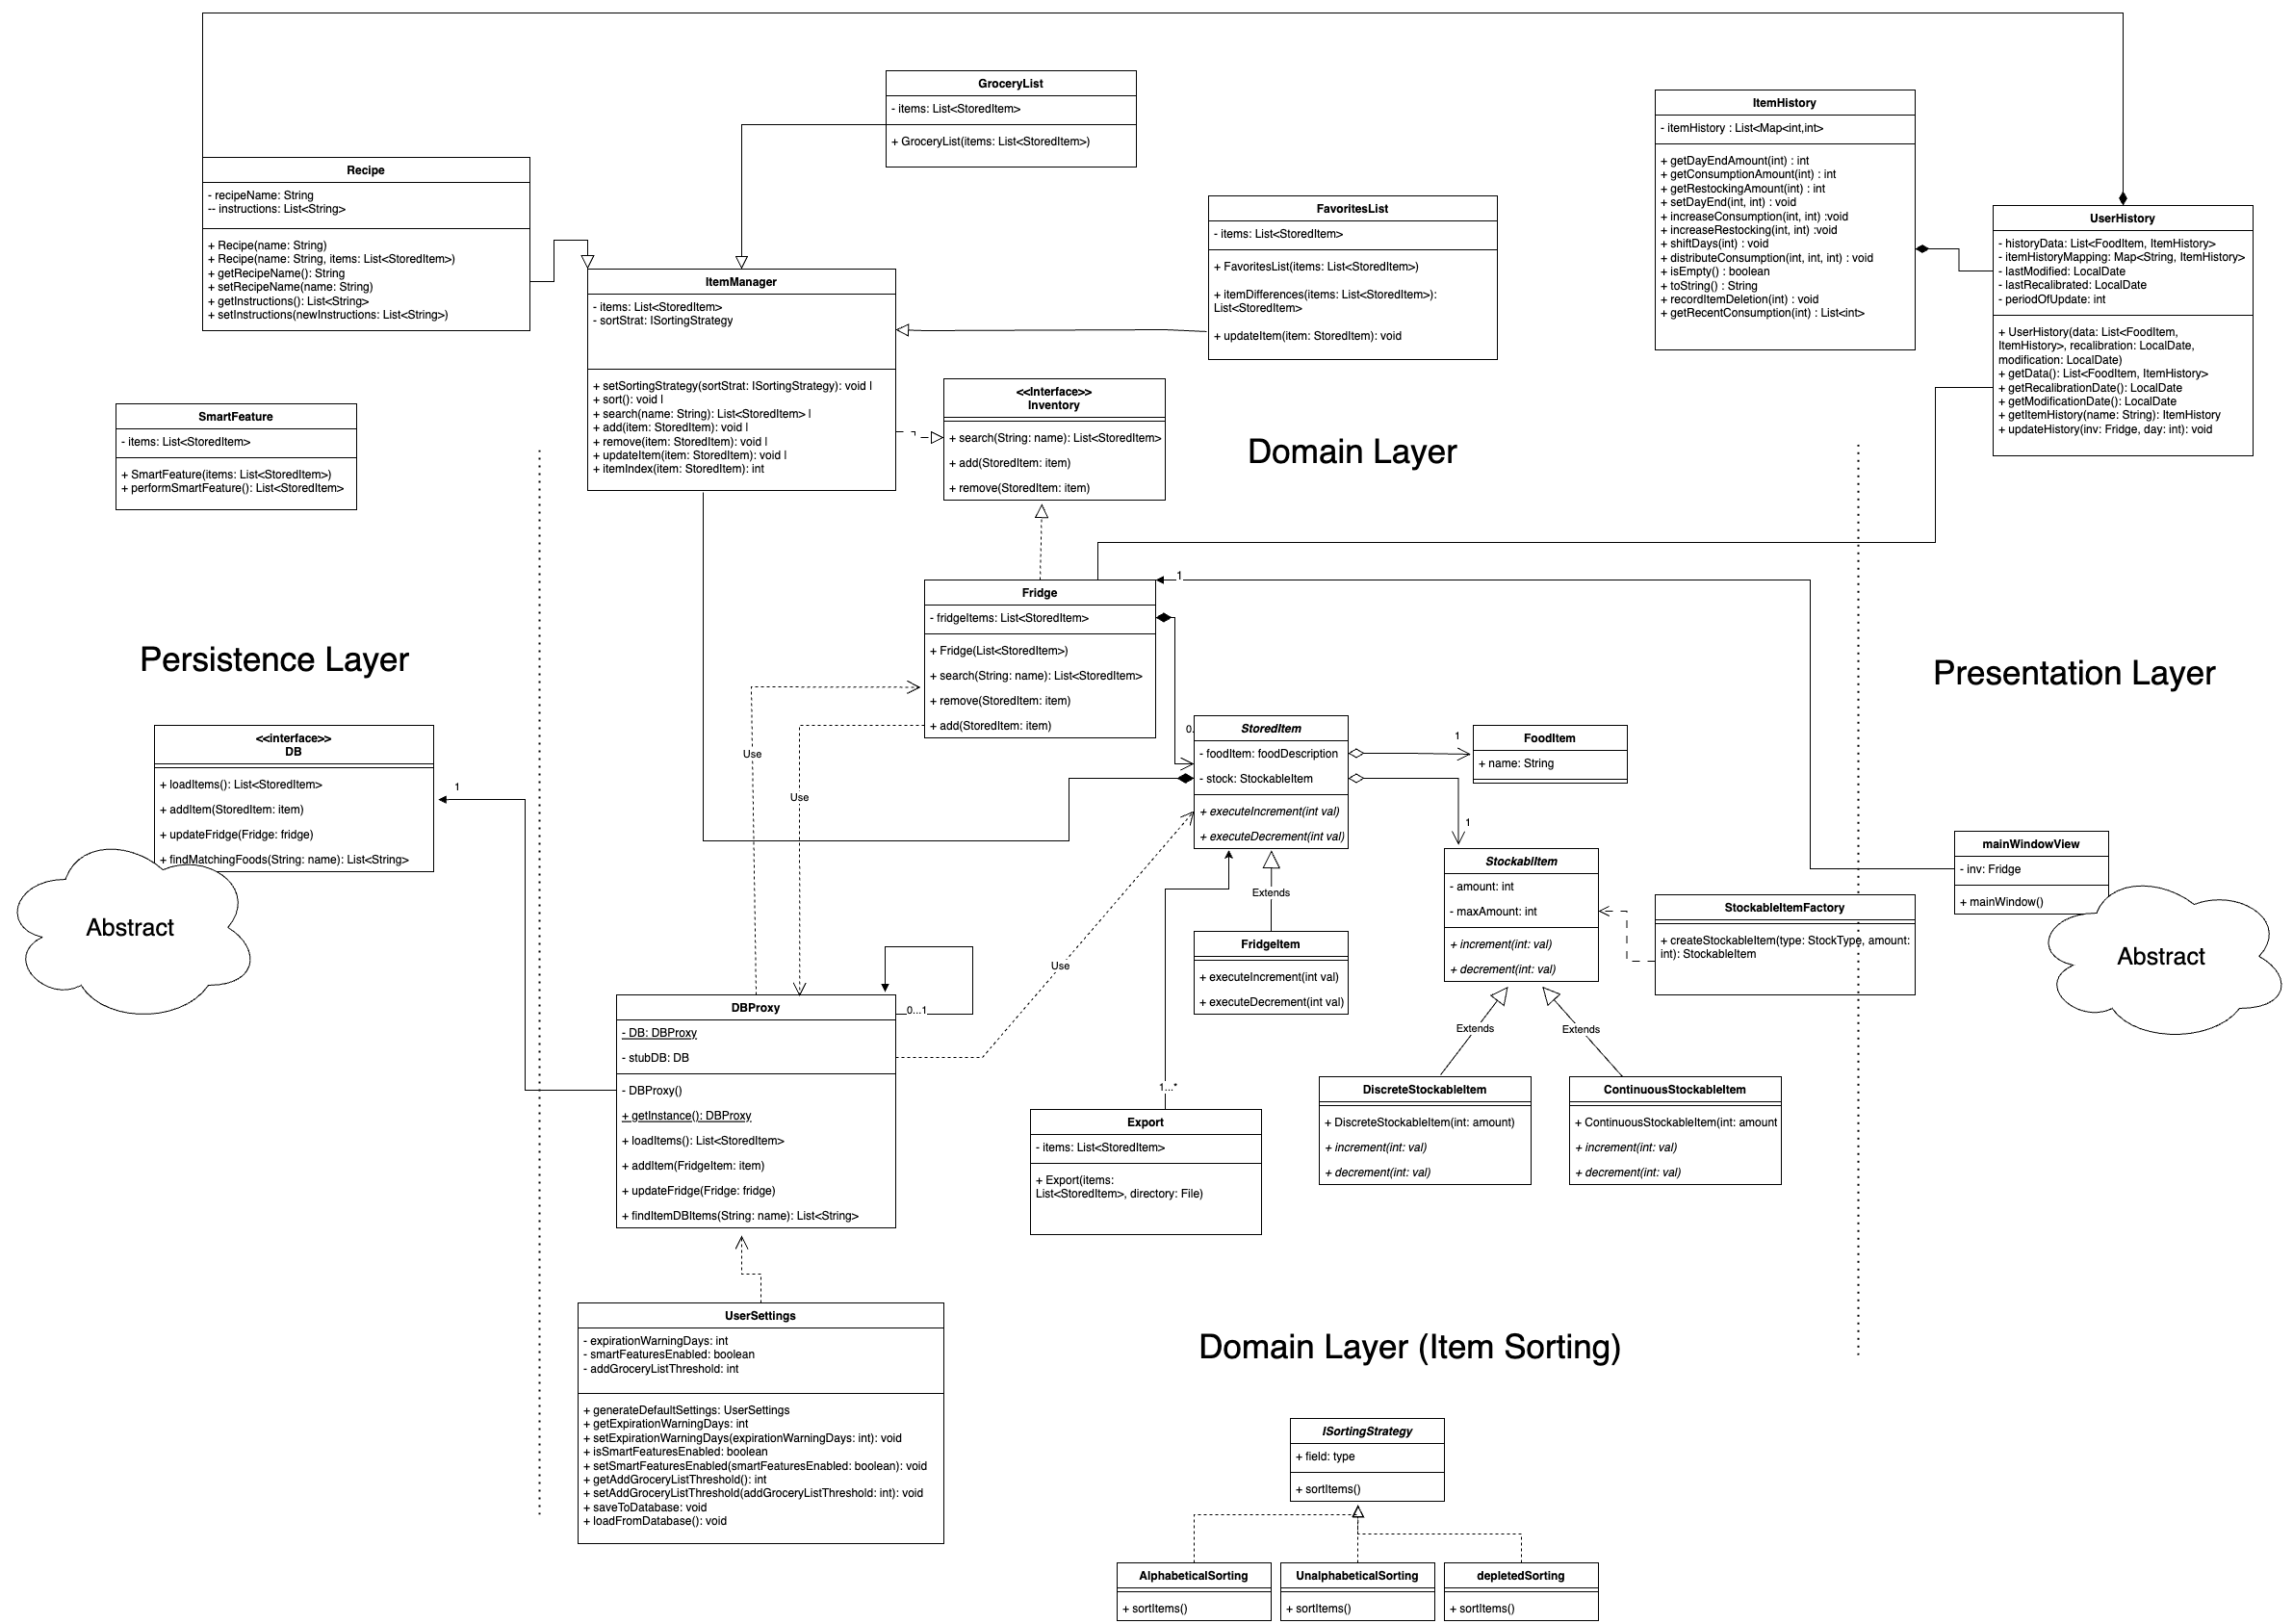 GroceryList
- items: List<StoredItem>
+ GroceryList(items: List<StoredItem>)
ItemHistory
- itemHistory : List<Map<int,int>
+ getDayEndAmount(int) : int
+ getConsumptionAmount(int) : int
+ getRestockingAmount(int) : int
+ setDayEnd(int, int) : void
+ increaseConsumption(int, int) :void
+ increaseRestocking(int, int) :void
+ shiftDays(int) : void
+ distributeConsumption(int, int, int) : void
+ isEmpty() : boolean
+ toString() : String
+ recordItemDeletion(int) : void
+ getRecentConsumption(int) : List<int>
Recipe
- recipeName: String
-- instructions: List<String>
+ Recipe(name: String)
+ Recipe(name: String, items: List<StoredItem>)
+ getRecipeName(): String
+ setRecipeName(name: String)
+ getInstructions(): List<String>
+ setInstructions(newInstructions: List<String>)
FavoritesList
- items: List<StoredItem>
+ FavoritesList(items: List<StoredItem>)
+ itemDifferences(items: List<StoredItem>):
List<StoredItem>
+ updateItem(item: StoredItem): void
UserHistory
- historyData: List<FoodItem, ItemHistory>
- itemHistoryMapping: Map<String, ItemHistory>
- lastModified: LocalDate
- lastRecalibrated: LocalDate
- periodOfUpdate: int
+ UserHistory(data: List<FoodItem,
ItemHistory>, recalibration: LocalDate,
modification: LocalDate)
+ getData(): List<FoodItem, ItemHistory>
+ getRecalibrationDate(): LocalDate
+ getModificationDate(): LocalDate
+ getItemHistory(name: String): ItemHistory
+ updateHistory(inv: Fridge, day: int): void
ItemManager
- items: List<StoredItem>
- sortStrat: ISortingStrategy
+ setSortingStrategy(sortStrat: ISortingStrategy): void |
+ sort(): void |
+ search(name: String): List<StoredItem> |
+ add(item: StoredItem): void |
+ remove(item: StoredItem): void |
+ updateItem(item: StoredItem): void |
+ itemIndex(item: StoredItem): int
<<Interface>>
Inventory
+ search(String: name): List<StoredItem>
+ add(StoredItem: item)
+ remove(StoredItem: item)
SmartFeature
- items: List<StoredItem>
+ SmartFeature(items: List<StoredItem>)
+ performSmartFeature(): List<StoredItem>
Domain Layer
Persistence Layer
Presentation Layer
1
Fridge
- fridgeItems: List<StoredItem>
+ Fridge(List<StoredItem>)
+ search(String: name): List<StoredItem>
+ remove(StoredItem: item)
+ add(StoredItem: item)
Use
Use
Use
0.
StoredItem
- foodItem: foodDescription
- stock: StockableItem
+ executeIncrement(int val)
+ executeDecrement(int val)
1
FoodItem
+ name: String
1
<<interface>>
DB
+ loadItems(): List<StoredItem>
+ addItem(StoredItem: item)
+ updateFridge(Fridge: fridge)
+ findMatchingFoods(String: name): List<String>
1
Abstract
StockablItem
- amount: int
- maxAmount: int
+ increment(int: val)
+ decrement(int: val)
mainWindowView
- inv: Fridge
+ mainWindow()
Abstract
StockableItemFactory
+ createStockableItem(type: StockType, amount:
int): StockableItem
Extends
FridgeItem
+ executeIncrement(int val)
+ executeDecrement(int val)
Extends
Extends
DBProxy
0...1
- DB: DBProxy
- stubDB: DB
- DBProxy()
+ getInstance(): DBProxy
+ loadItems(): List<StoredItem>
+ addItem(FridgeItem: item)
+ updateFridge(Fridge: fridge)
+ findItemDBItems(String: name): List<String>
1...*
Export
- items: List<StoredItem>
+ Export(items:
List<StoredItem>, directory: File)
DiscreteStockableItem
+ DiscreteStockableItem(int: amount)
+ increment(int: val)
+ decrement(int: val)
ContinuousStockableItem
+ ContinuousStockableItem(int: amount
+ increment(int: val)
+ decrement(int: val)
UserSettings
- expirationWarningDays: int
- smartFeaturesEnabled: boolean
- addGroceryListThreshold: int
+ generateDefaultSettings: UserSettings
+ getExpirationWarningDays: int
+ setExpirationWarningDays(expirationWarningDays: int): void
+ isSmartFeaturesEnabled: boolean
+ setSmartFeaturesEnabled(smartFeaturesEnabled: boolean): void
+ getAddGroceryListThreshold(): int
+ setAddGroceryListThreshold(addGroceryListThreshold: int): void
+ saveToDatabase: void
+ loadFromDatabase(): void
Domain Layer (Item Sorting)
ISortingStrategy
+ field: type
+ sortItems()
AlphabeticalSorting
+ sortItems()
UnalphabeticalSorting
+ sortItems()
depletedSorting
+ sortItems()